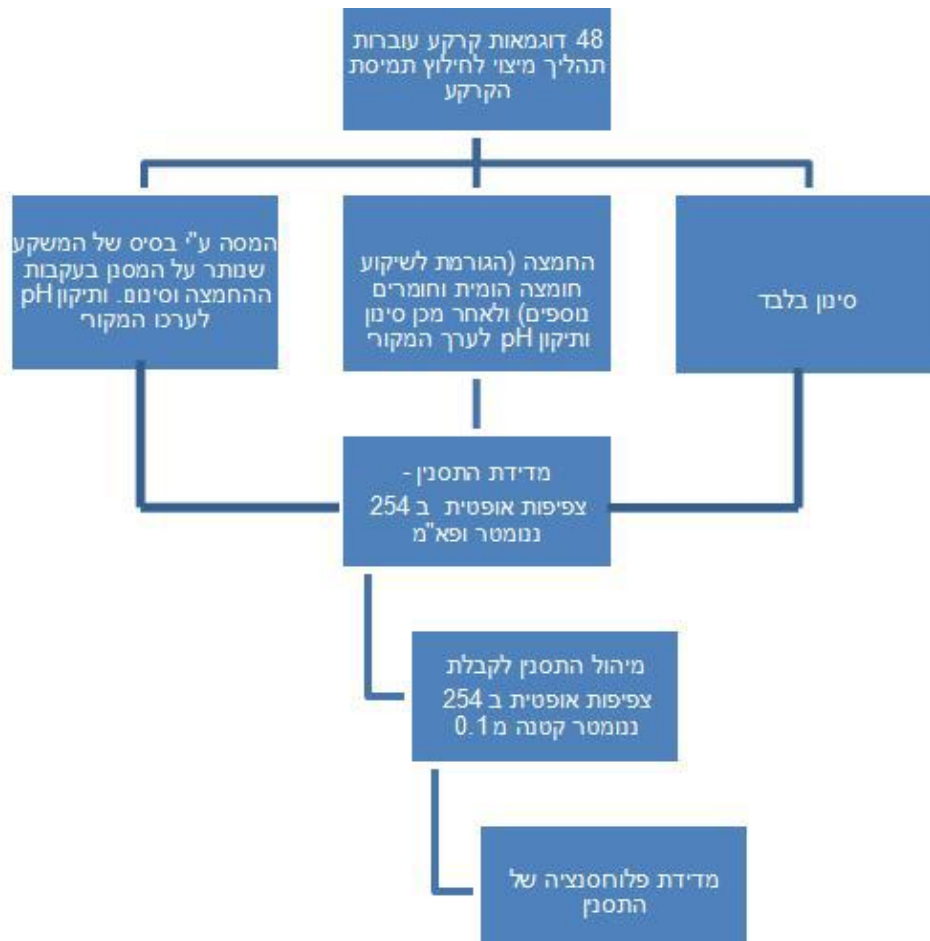 48 דוגמאות קרקע עוברות
תהליך מיצוי לחילוץ תמיסת
הקרקע
סינון בלבד
החמצה (הגורמת לשיקוע
חומצה הומית וחומרים
נוספים) ולאחר מכן סינון
ותיקון pH לערך המקורי
המסה ע"י בסיס של המשקע
שנותר על המסנן בעקבות
ההחמצה וסינום. ותיקון pH
לערכו המקורי
מדידת התסנין -
צפיפות אופטית ב 254
ננומטר ופא"מ
מיהול התסנין לקבלת
צפיפות אופטית ב 254
ננומטר קטנה מ 0.1
מדידת פלוחסנציה של
התסנין